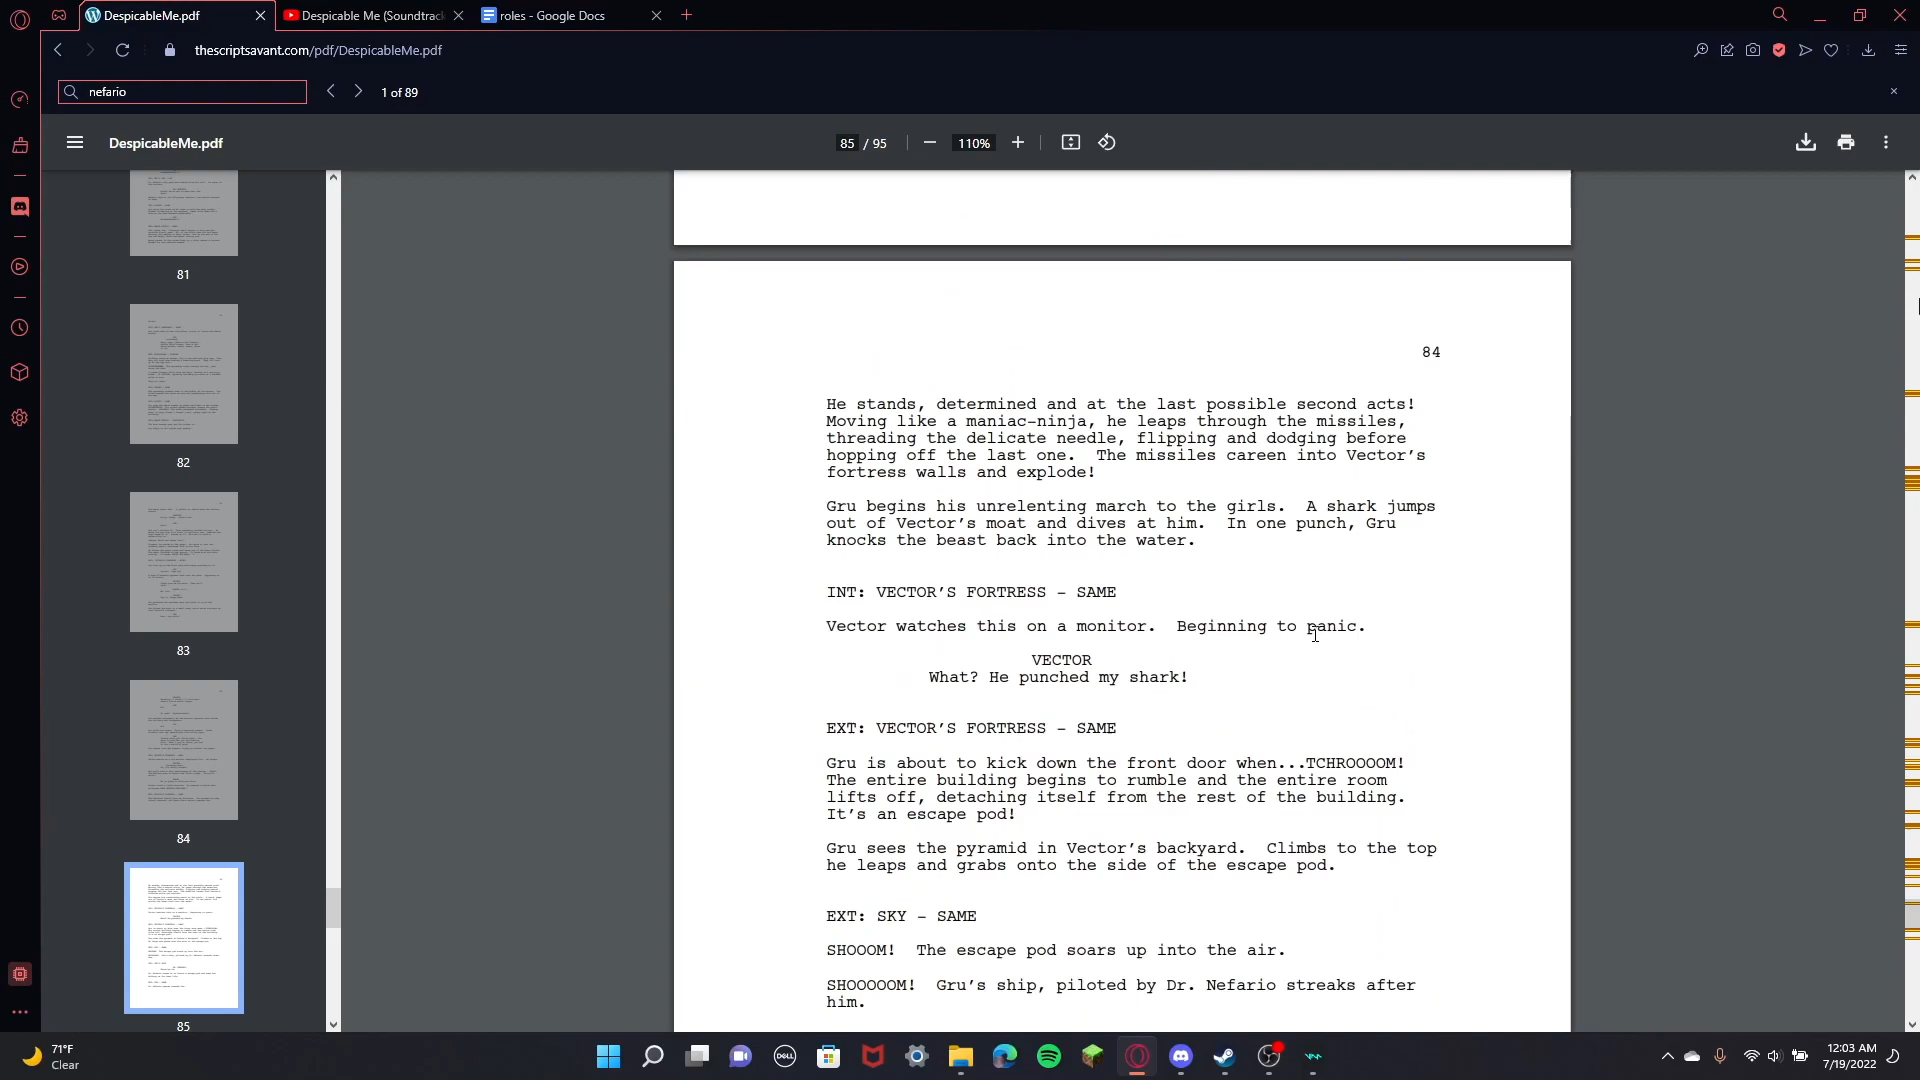 DespicableMe.pdf
Despicable Me (Soundtrac
roles - Google Docs
thescriptsavant.com/pdf/DespicableMe.pdf
nefario
1 of 89
DespicableMe.pdf
85 / 95
110%
81
82
83
84
85
84
He stands, determined and at the last possible second acts!
Moving like a maniac-ninja, he leaps through the missiles,
threading the delicate needle, flipping and dodging before
hopping off the last one.  The missiles careen into Vector's
fortress walls and explode!
Gru begins his unrelenting march to the girls.  A shark jumps
out of Vector's moat and dives at him.  In one punch, Gru
knocks the beast back into the water.
INT: VECTOR'S FORTRESS - SAME
Vector watches this on a monitor.  Beginning to panic.
VECTOR
What? He punched my shark!
EXT: VECTOR'S FORTRESS - SAME
Gru is about to kick down the front door when...TCHROOOOM!
The entire building begins to rumble and the entire room
lifts off, detaching itself from the rest of the building.
It's an escape pod!
Gru sees the pyramid in Vector's backyard.  Climbs to the top
he leaps and grabs onto the side of the escape pod.
EXT: SKY - SAME
SHOOOM!  The escape pod soars up into the air.
SHOOOOOM!  Gru's ship, piloted by Dr. Nefario streaks after
him.
71°F
Clear
DELL
12:03 AM
7/19/2022